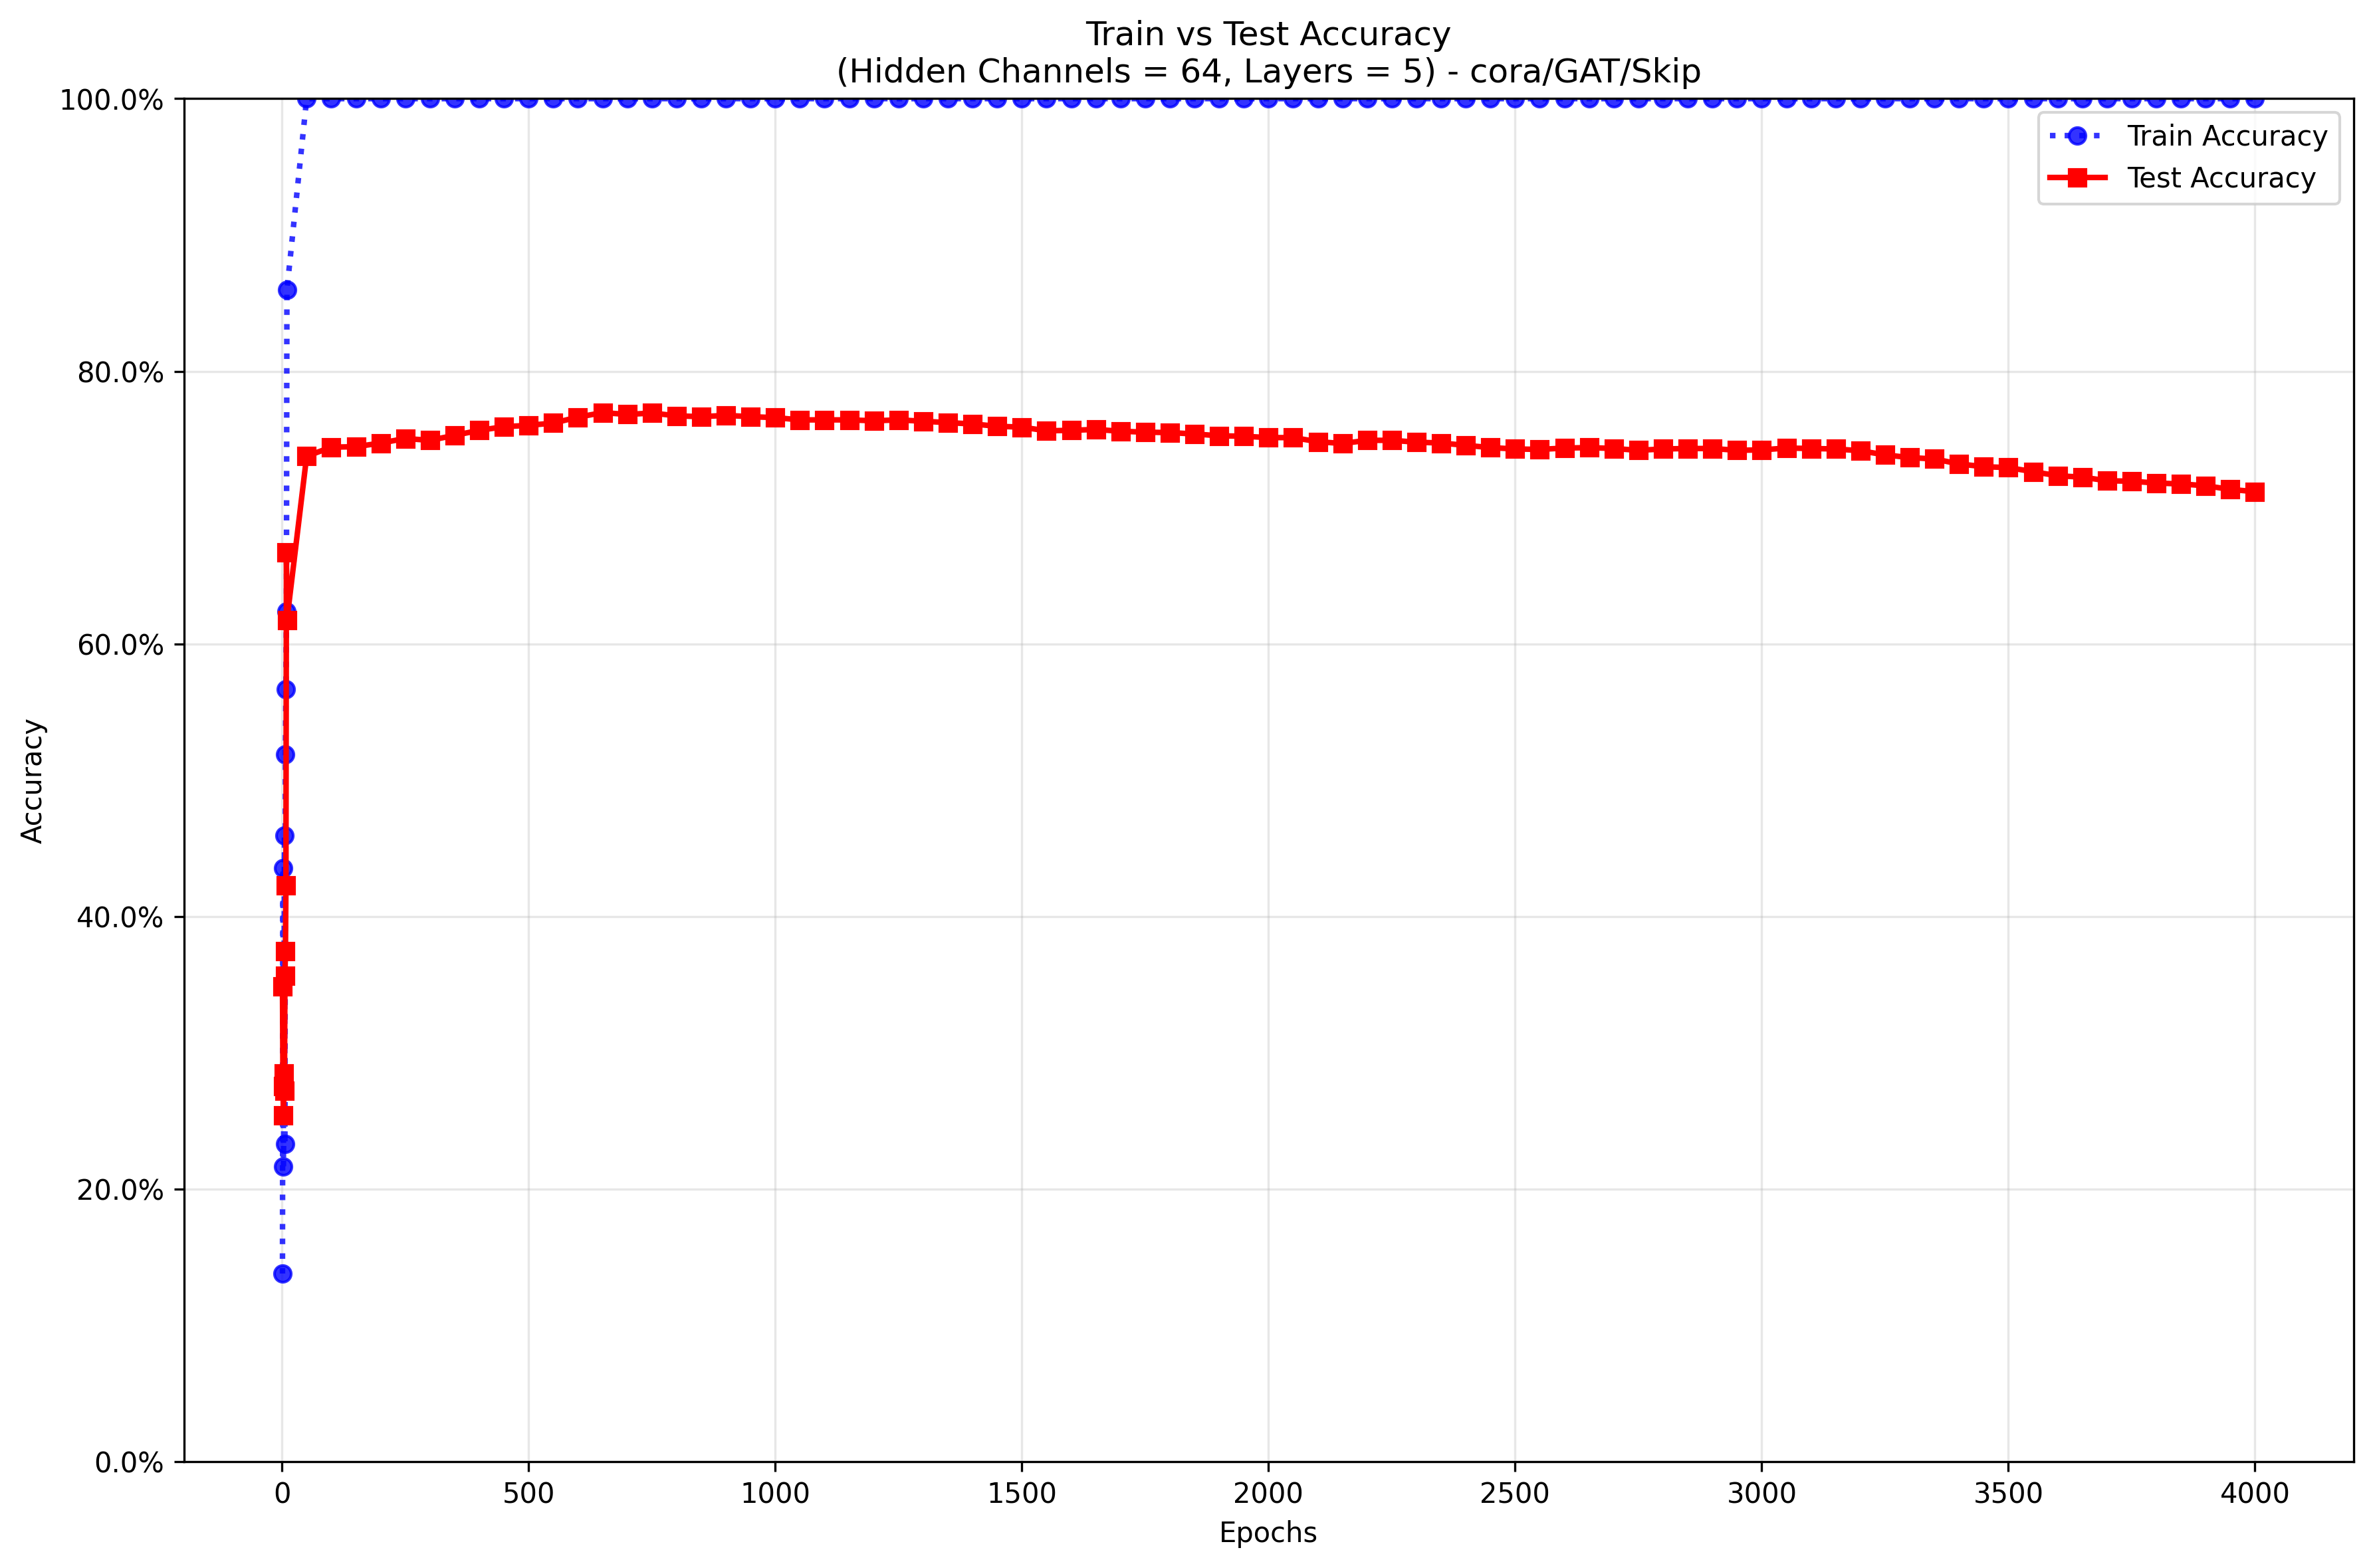 Train vs Test Accuracy
(Hidden Channels = 64, Layers = 5) - cora/GAT/Skip
100.0%
80.0%
60.0%
40.0%
20.0%
0.0%
Accuracy
Train Accuracy
Test Accuracy
0 500 1000 1500 2000 2500 3000 3500 4000
Epochs